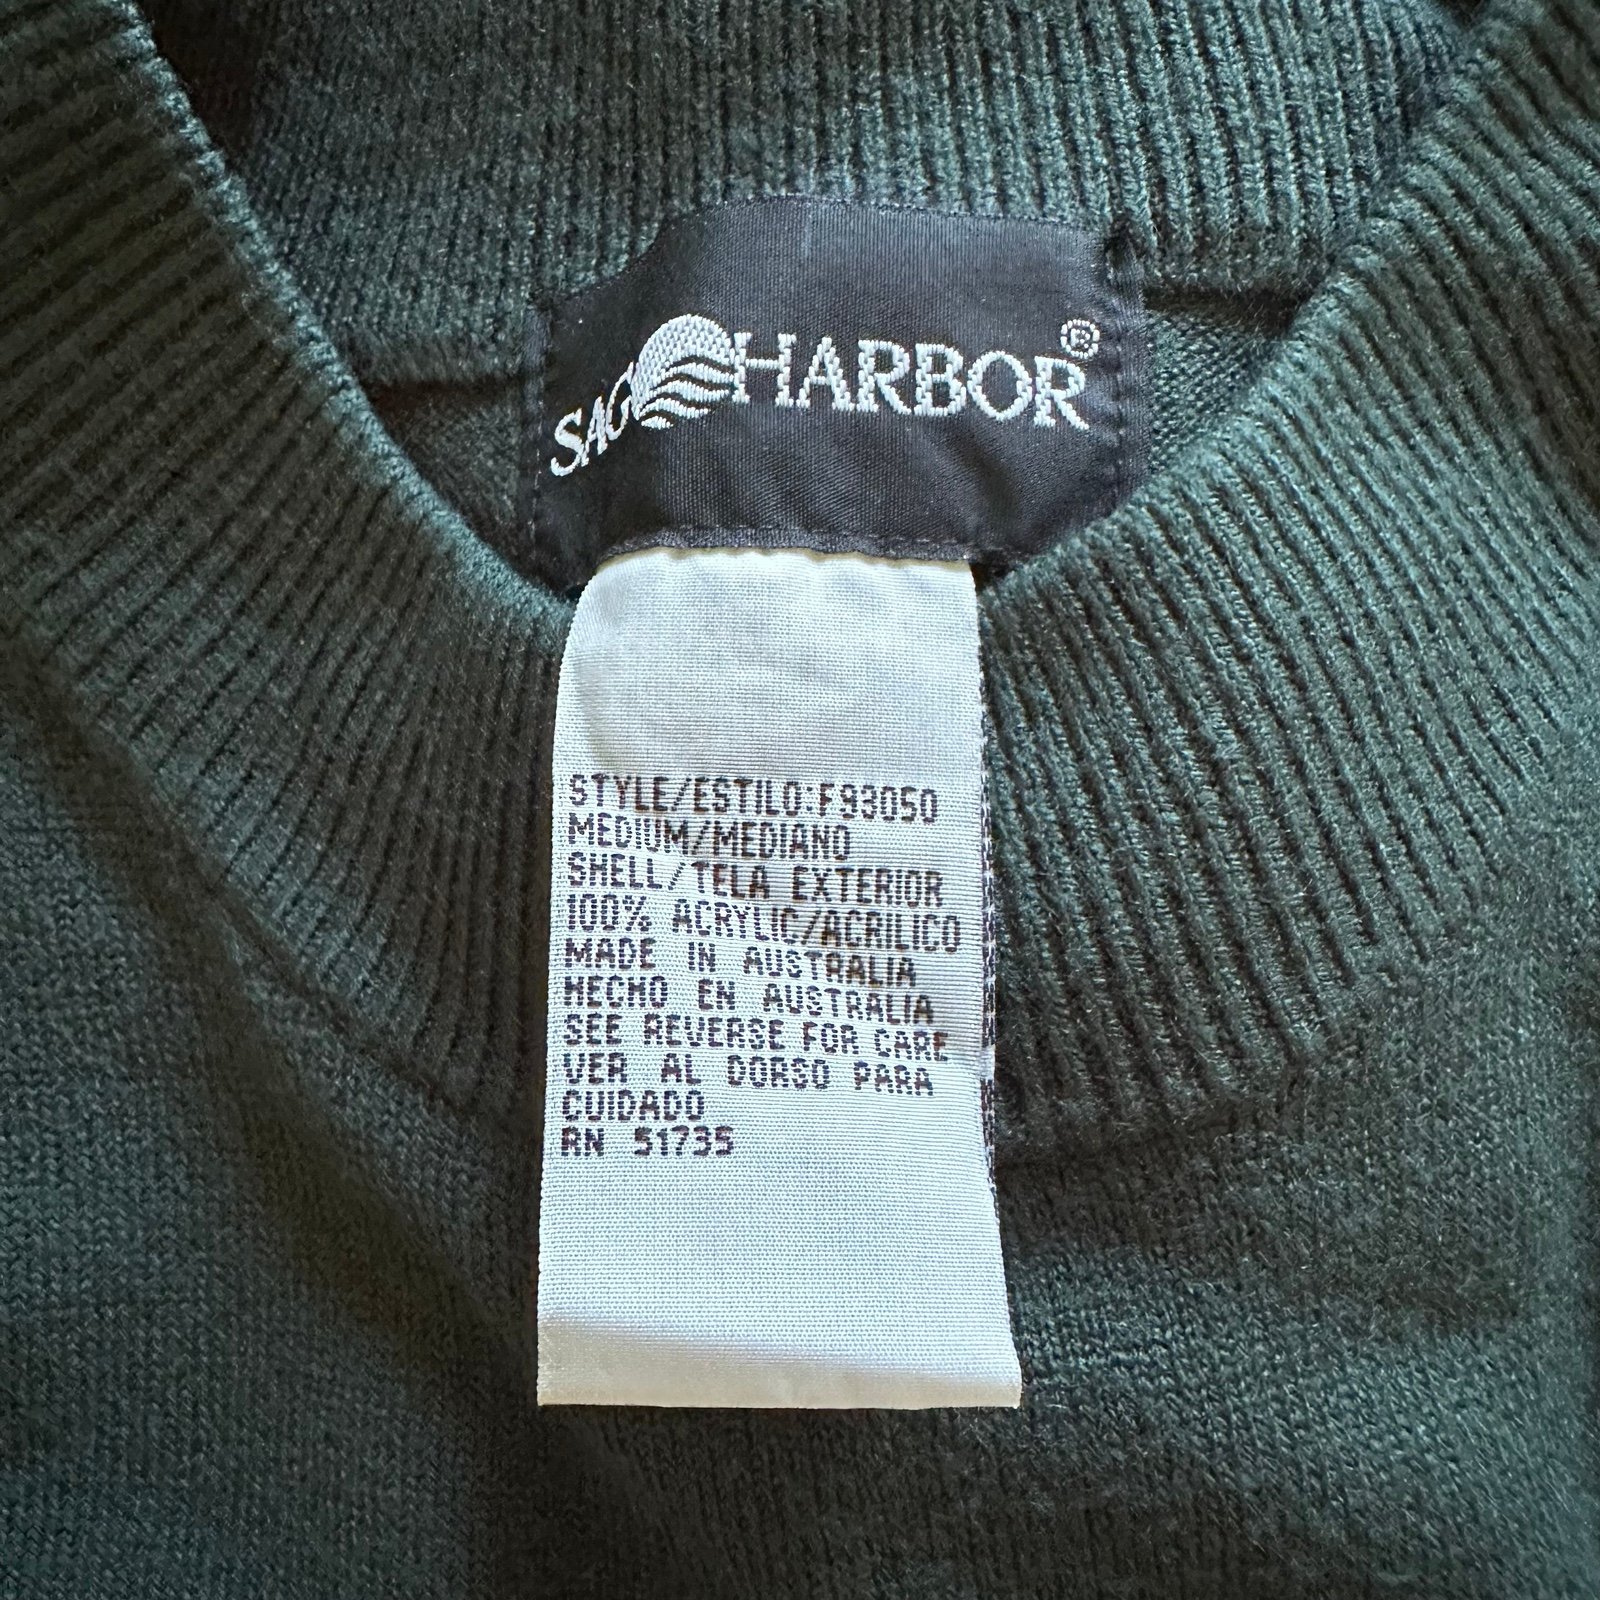 SAG HARBOR®
STYLE/ESTILO:F93050
MEDIUM/MEDIANO
SHELL/TELA EXTERIOR
100% ACRYLIC/ACRILICO
MADE IN AUSTRALIA
HECHO EN AUSTRALIA
SEE REVERSE FOR CARE
VER AL DORSO PARA
CUIDADO
RN 51735